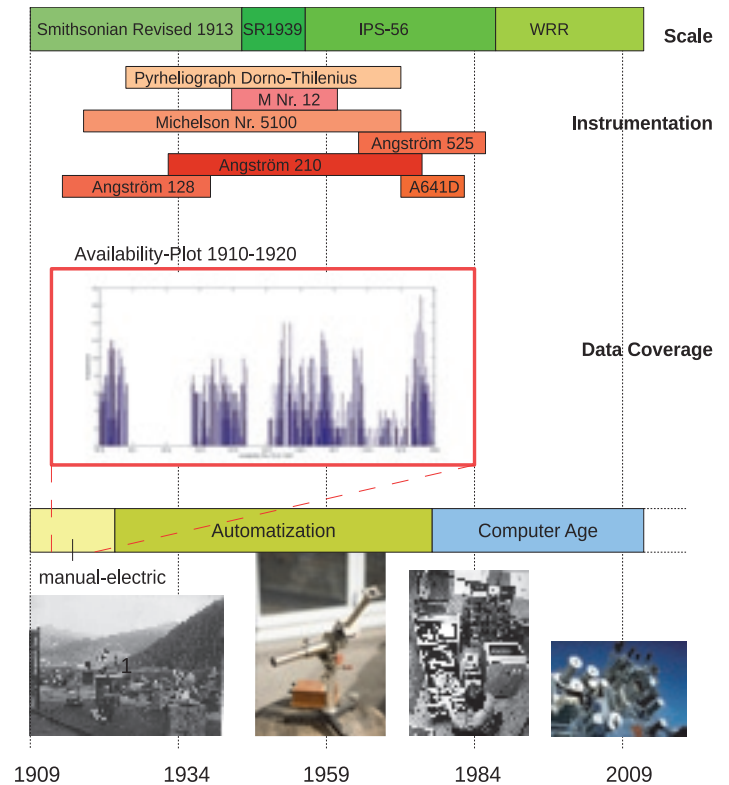 Smithsonian Revised 1913 SR1939 IPS-56 WRR
Scale
Pyrheliograph Dorno-Thilenius
M Nr. 12
Michelson Nr. 5100
Instrumentation
Angström 525
Angström 210
Angström 128 A641D
Availability-Plot 1910-1920
Data Coverage
Automatization Computer Age
manual-electric
1
1909 1934 1959 1984 2009